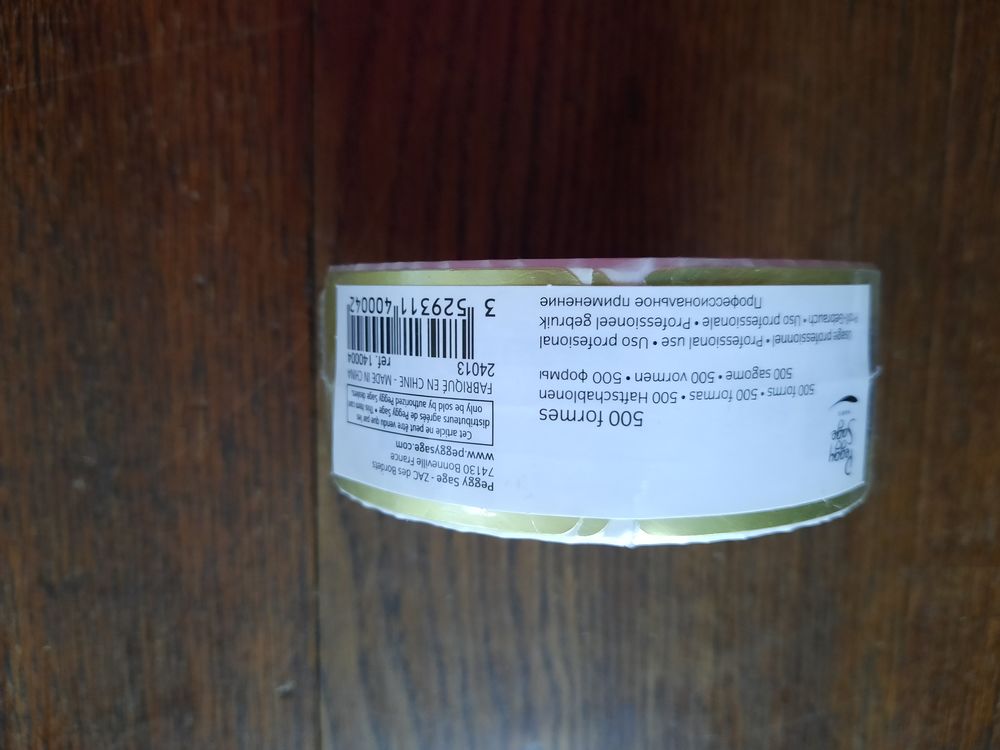 Peggy
Sage
PARIS
500 formes
500 forms • 500 formas • 500 Haftschablonen
500 sagome • 500 vormen • 500 формы
Usage professionnel • Professional use • Uso profesional
Profi-Gebrauch • Uso professionale • Professioneel gebruik
Профессиональное применение
Peggy Sage - ZAC des Bordets
74130 Bonneville France
www.peggysage.com
Cet article ne peut être vendu que par les
distributeurs agréés de Peggy Sage • This item can
only be sold by authorized Peggy Sage dealers.
FABRIQUÉ EN CHINE - MADE IN CHINA
24013 ref. 140004
3 529311 400042